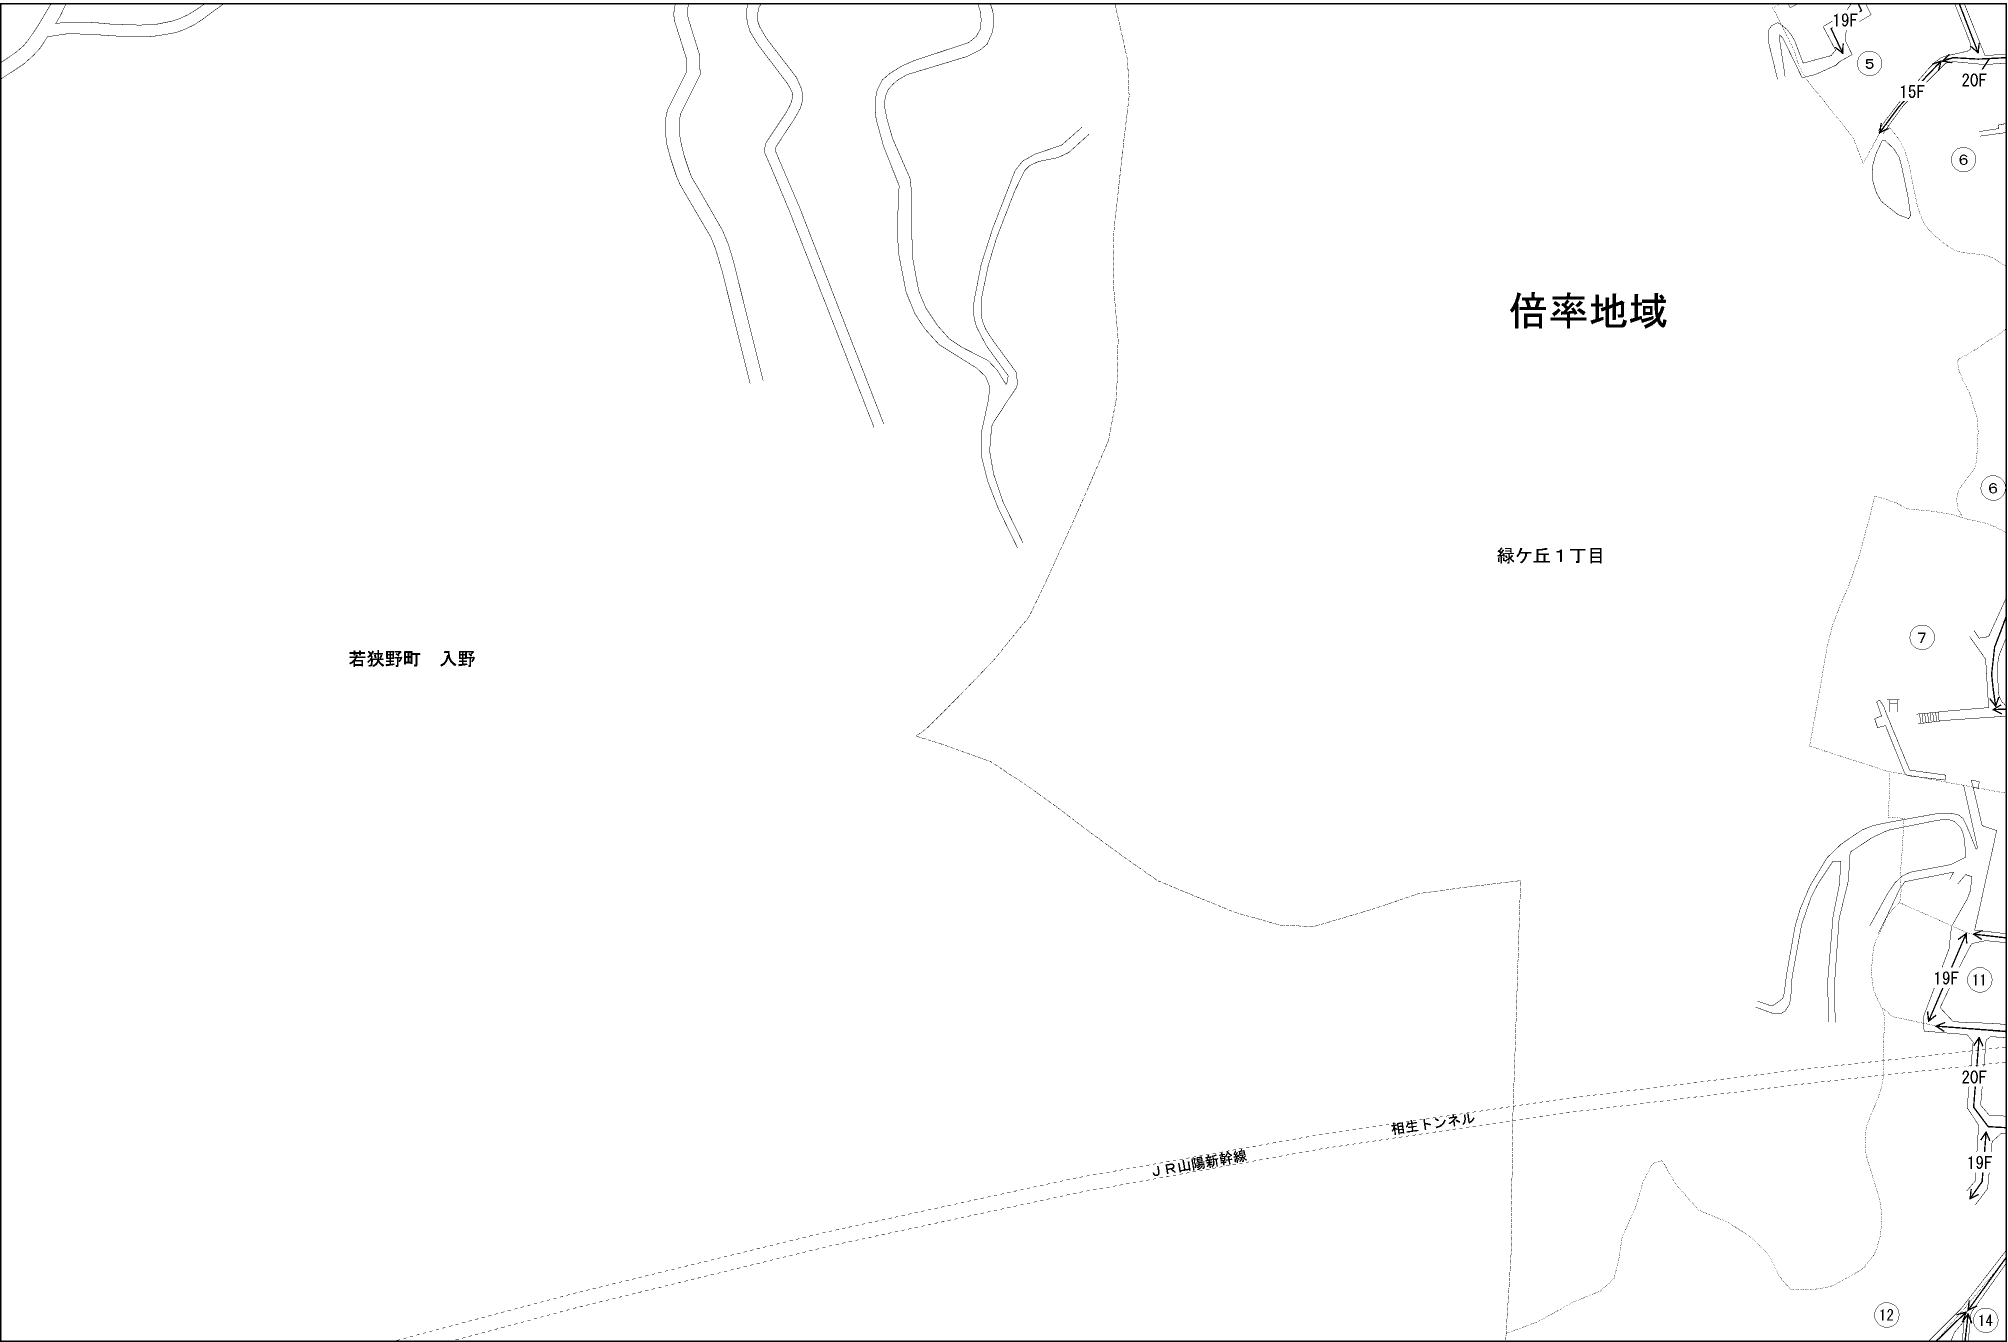 19F
⑤
20F
15F
⑥
倍率地域
⑥
緑ケ丘１丁目
⑦
若狭野町　入野
19F
⑪
20F
相生トンネル
ＪＲ山陽新幹線
19F
⑫
⑭